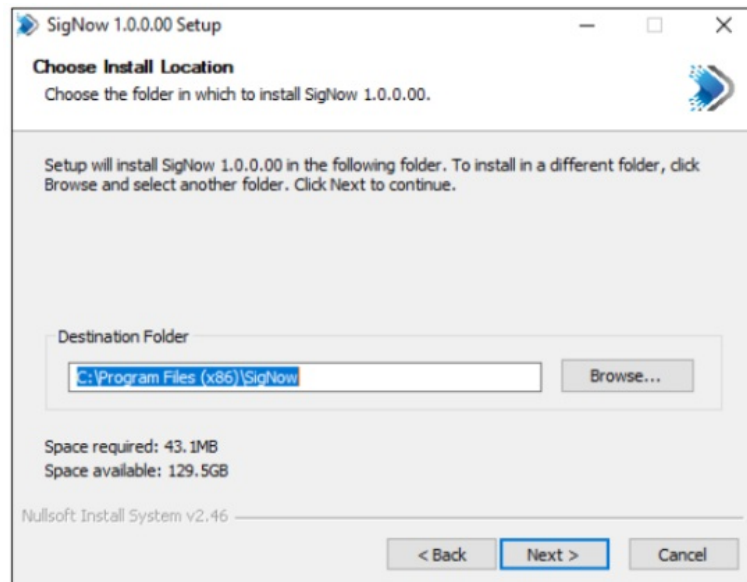 SigNow 1.0.0.00 Setup
Choose Install Location
Choose the folder in which to install SigNow 1.0.0.00.
Setup will install SigNow 1.0.0.00 in the following folder. To install in a different folder, click
Browse and select another folder. Click Next to continue.
Destination Folder
C:\Program Files (x86)\SigNow
Browse...
Space required: 43.1MB
Space available: 129.5GB
Nullsoft Install System v2.46
< Back
Next >
Cancel